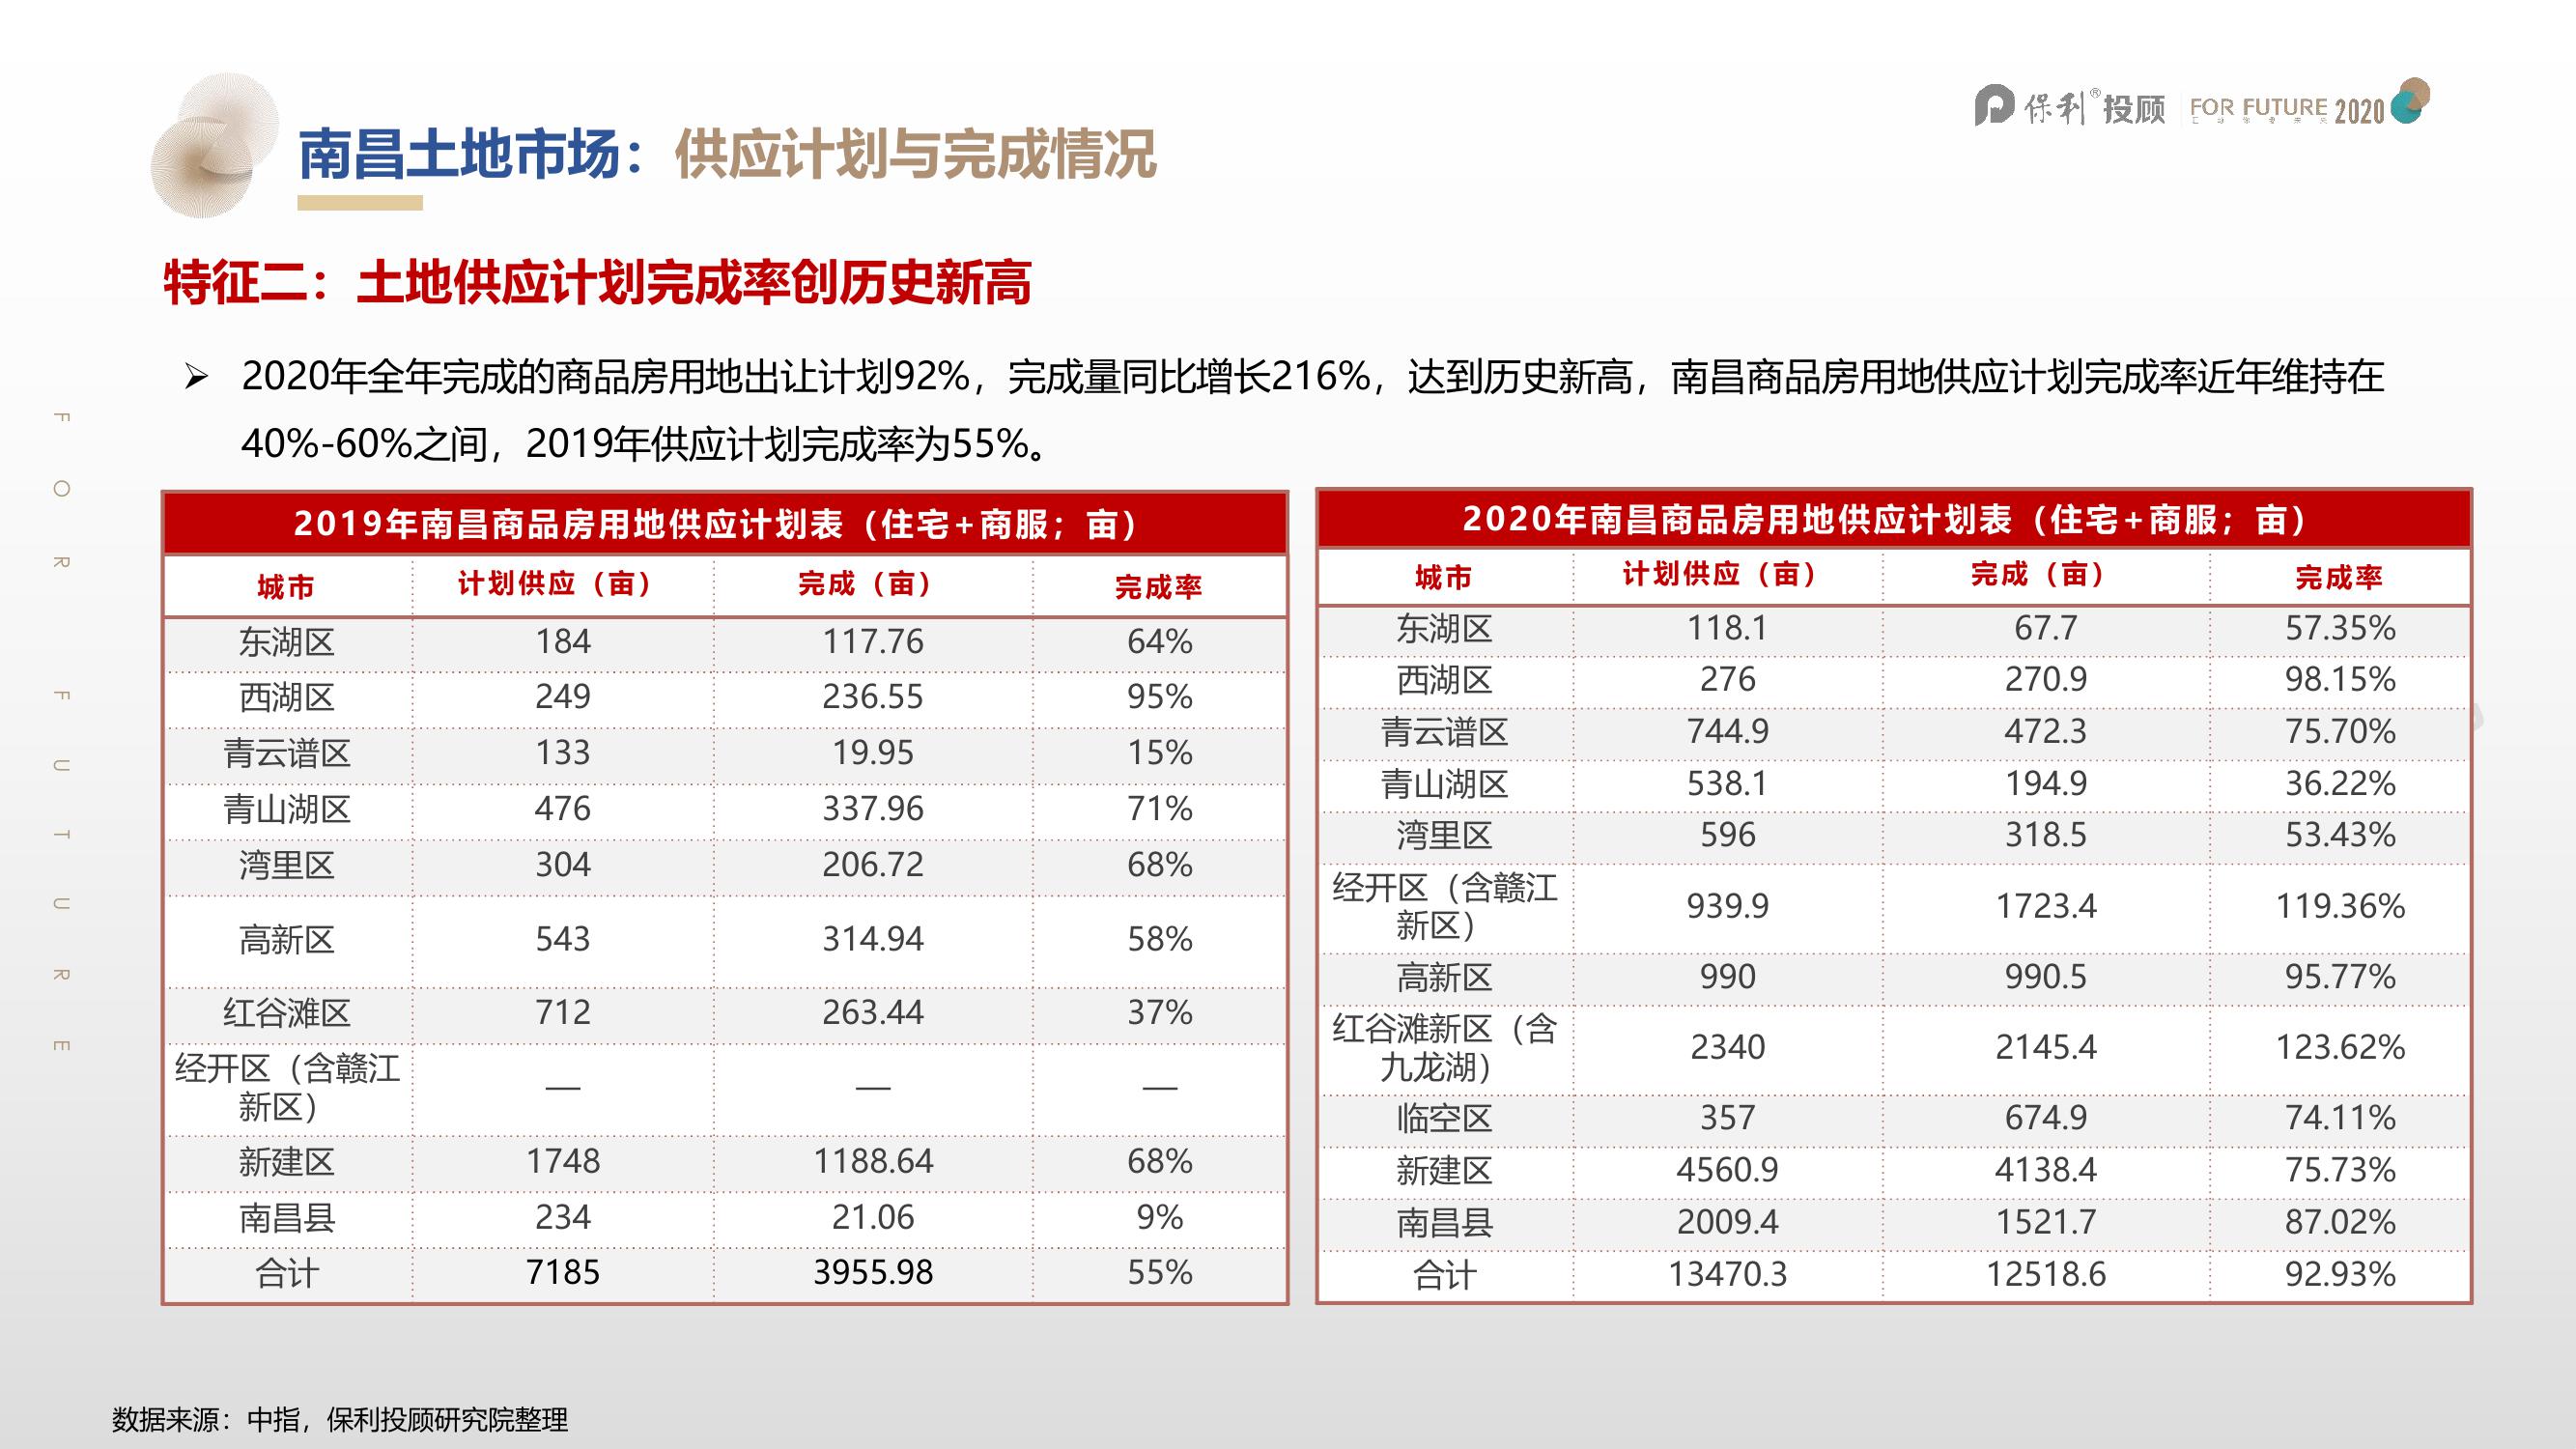 南昌土地市场：供应计划与完成情况
保利®投顾 FOR FUTURE 2020
特征二：土地供应计划完成率创历史新高
➢ 2020年全年完成的商品房用地出让计划92%，完成量同比增长216%，达到历史新高，南昌商品房用地供应计划完成率近年维持在
40%-60%之间，2019年供应计划完成率为55%。
FOR FUTURE
2019年南昌商品房用地供应计划表（住宅+商服；亩）
城市 计划供应（亩） 完成（亩） 完成率
东湖区 184 117.76 64%
西湖区 249 236.55 95%
青云谱区 133 19.95 15%
青山湖区 476 337.96 71%
湾里区 304 206.72 68%
高新区 543 314.94 58%
红谷滩区 712 263.44 37%
经开区（含赣江
新区） — — —
新建区 1748 1188.64 68%
南昌县 234 21.06 9%
合计 7185 3955.98 55%
2020年南昌商品房用地供应计划表（住宅+商服；亩）
城市 计划供应（亩） 完成（亩） 完成率
东湖区 118.1 67.7 57.35%
西湖区 276 270.9 98.15%
青云谱区 744.9 472.3 75.70%
青山湖区 538.1 194.9 36.22%
湾里区 596 318.5 53.43%
经开区（含赣江
新区） 939.9 1723.4 119.36%
高新区 990 990.5 95.77%
红谷滩新区（含
九龙湖） 2340 2145.4 123.62%
临空区 357 674.9 74.11%
新建区 4560.9 4138.4 75.73%
南昌县 2009.4 1521.7 87.02%
合计 13470.3 12518.6 92.93%
数据来源：中指，保利投顾研究院整理